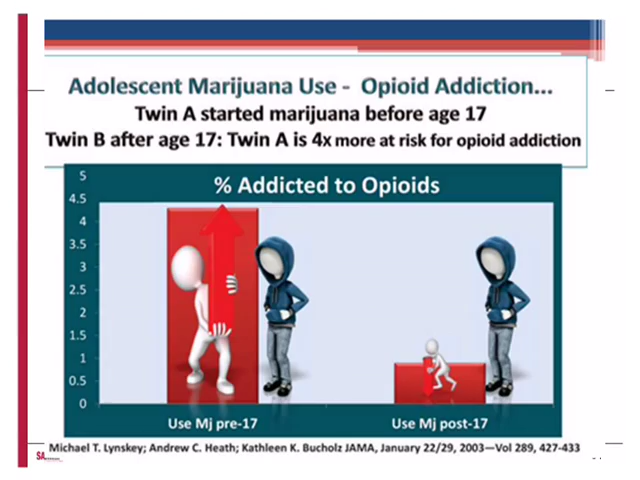 Adolescent Marijuana Use - Opioid Addiction...
Twin A started marijuana before age 17
Twin B after age 17: Twin A is 4x more at risk for opioid addiction
% Addicted to Opioids
5
4.5
4
3.5
3
2.5
2
1.5
1
0.5
0
Use Mj pre-17 Use Mj post-17
Michael T. Lynskey; Andrew C. Heath; Kathleen K. Bucholz JAMA, January 22/29, 2003—Vol 289, 427-433
SA